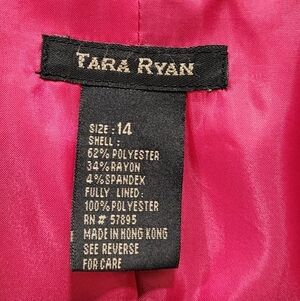 TARA RYAN
SIZE: 14
SHELL:
62% POLYESTER
34% RAYON
4% SPANDEX
FULLY LINED:
100% POLYESTER
RN # 57895
MADE IN HONG KONG
SEE REVERSE
FOR CARE